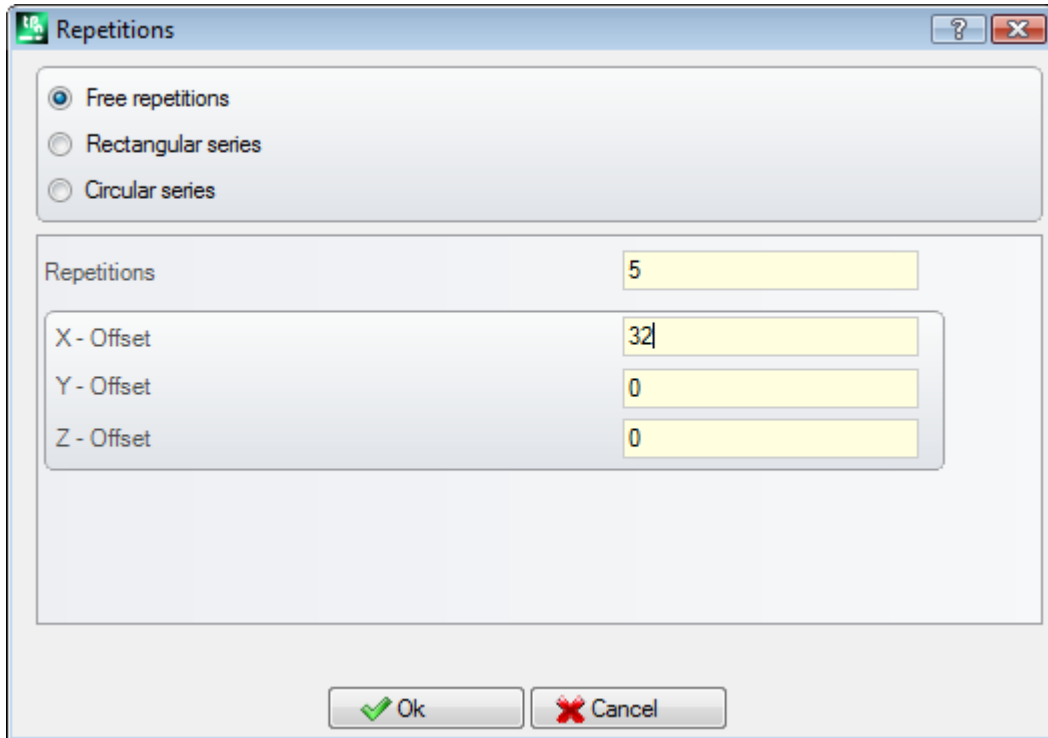 Repetitions
Free repetitions
Rectangular series
Circular series
Repetitions 5
X - Offset 32
Y - Offset 0
Z - Offset 0
Ok Cancel